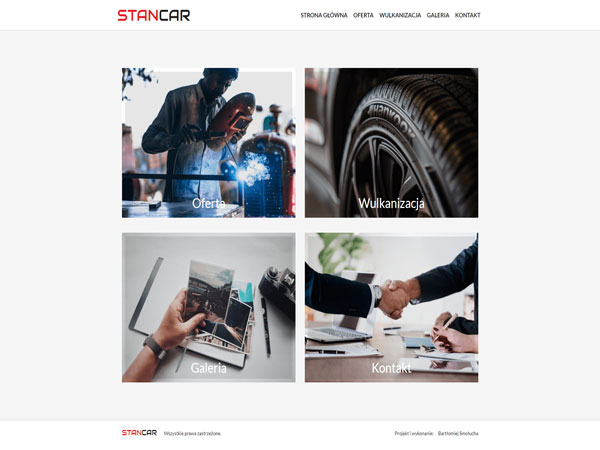 STANCAR
STRONA GŁÓWNA OFERTA WULKANIZACJA GALERIA KONTAKT
Oferta
HANKOOK
Wulkanizacja
Galeria
Kontakt
STANCAR Wszystkie prawa zastrzeżone.
Projekt i wykonanie: Bartłomiej Smołucha